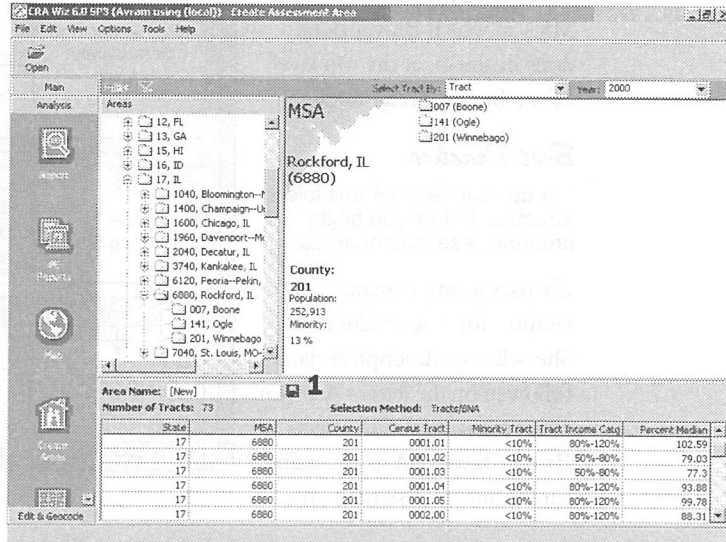 CRA Wiz 6.0 SP3 (Avram using (local)) - Create Assessment Area
File Edit View Options Tools Help
Open
Main
Analysis
Reports
Map
Create
Areas
Edit & Geocode
Select Tract By: Tract Year: 2000
Areas
12, FL
13, GA
15, HI
16, ID
17, IL
1040, Bloomington--N
1400, Champaign--Ur
1600, Chicago, IL
1960, Davenport--Mo
2040, Decatur, IL
3740, Kankakee, IL
6120, Peoria--Pekin,
6880, Rockford, IL
007, Boone
141, Ogle
201, Winnebago
7040, St. Louis, MO-
MSA
Rockford, IL
(6880)
County:
201
Population:
252,913
Minority:
13 %
007 (Boone)
141 (Ogle)
201 (Winnebago)
Area Name: [New] 1
Number of Tracts: 73 Selection Method: Tracts/BNA
State MSA County Census Tract Minority Tract Tract Income Catg Percent Median
17 6880 201 0001.01 <10% 80%-120% 102.59
17 6880 201 0001.02 <10% 50%-80% 79.03
17 6880 201 0001.03 <10% 50%-80% 77.3
17 6880 201 0001.04 <10% 80%-120% 93.88
17 6880 201 0001.05 <10% 80%-120% 99.78
17 6880 201 0002.00 <10% 80%-120% 88.31